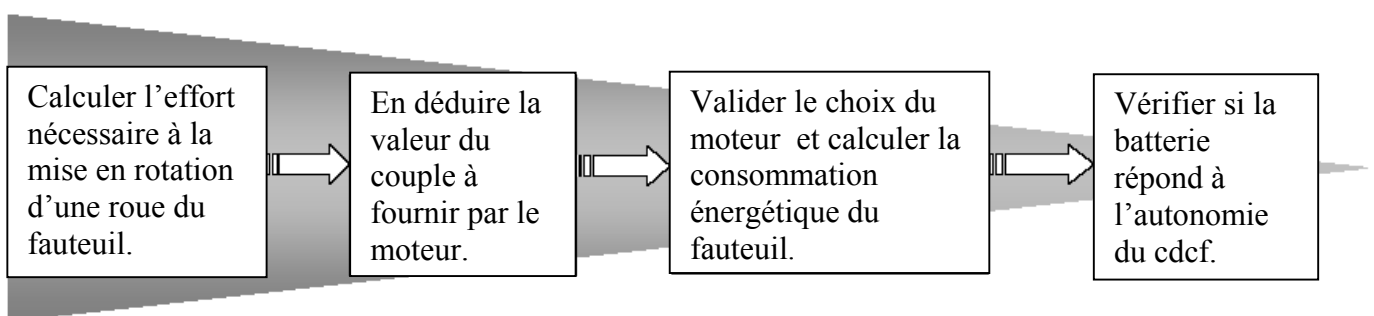 Calculer l’effort
nécessaire à la
mise en rotation
d’une roue du
fauteuil.
En déduire la
valeur du
couple à
fournir par le
moteur.
Valider le choix du
moteur et calculer la
consommation
énergétique du
fauteuil.
Vérifier si la
batterie
répond à
l’autonomie
du cdcf.